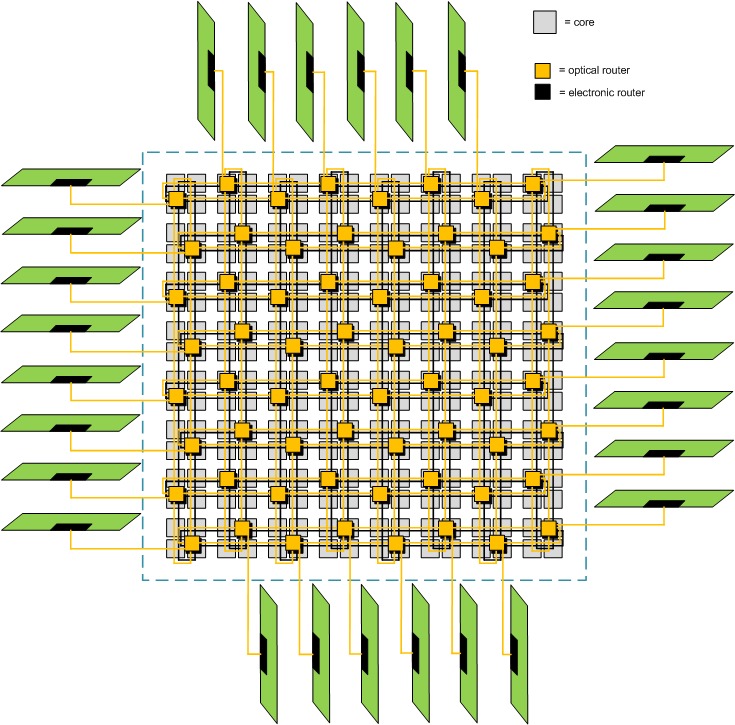 = core
= optical router
= electronic router